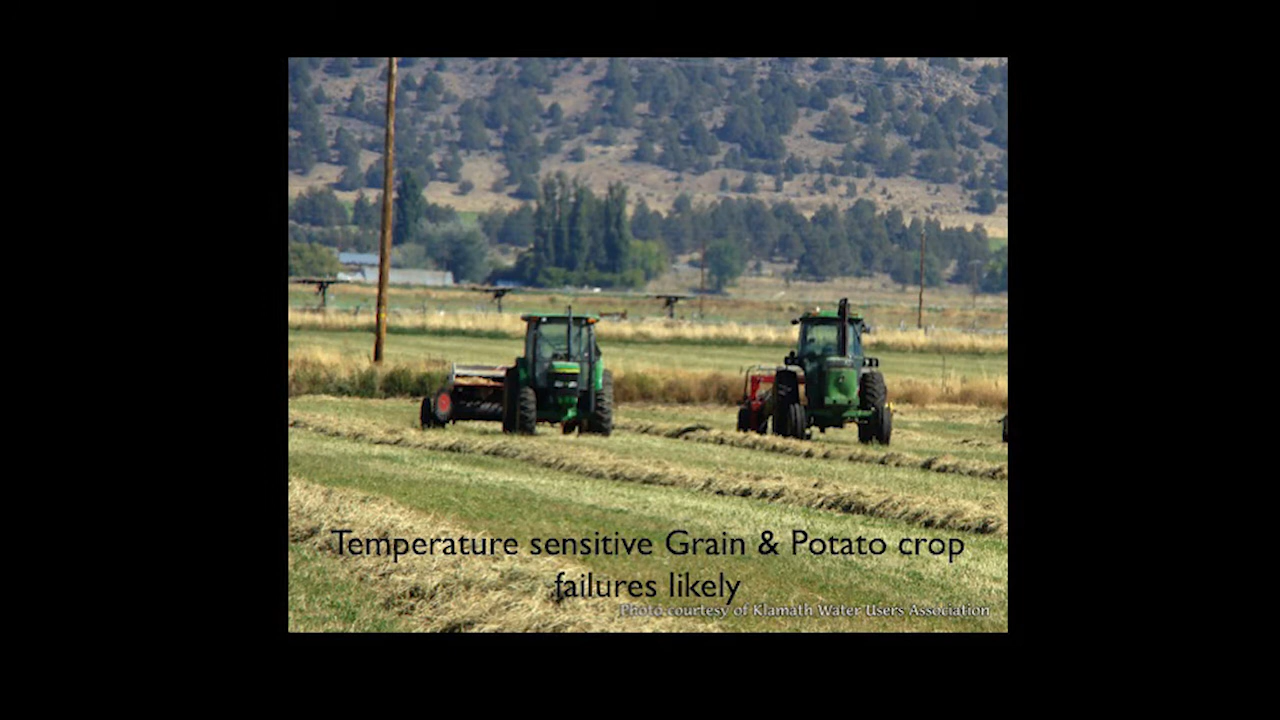 Temperature sensitive Grain & Potato crop
failures likely
Photo courtesy of Klamath Water Users Association